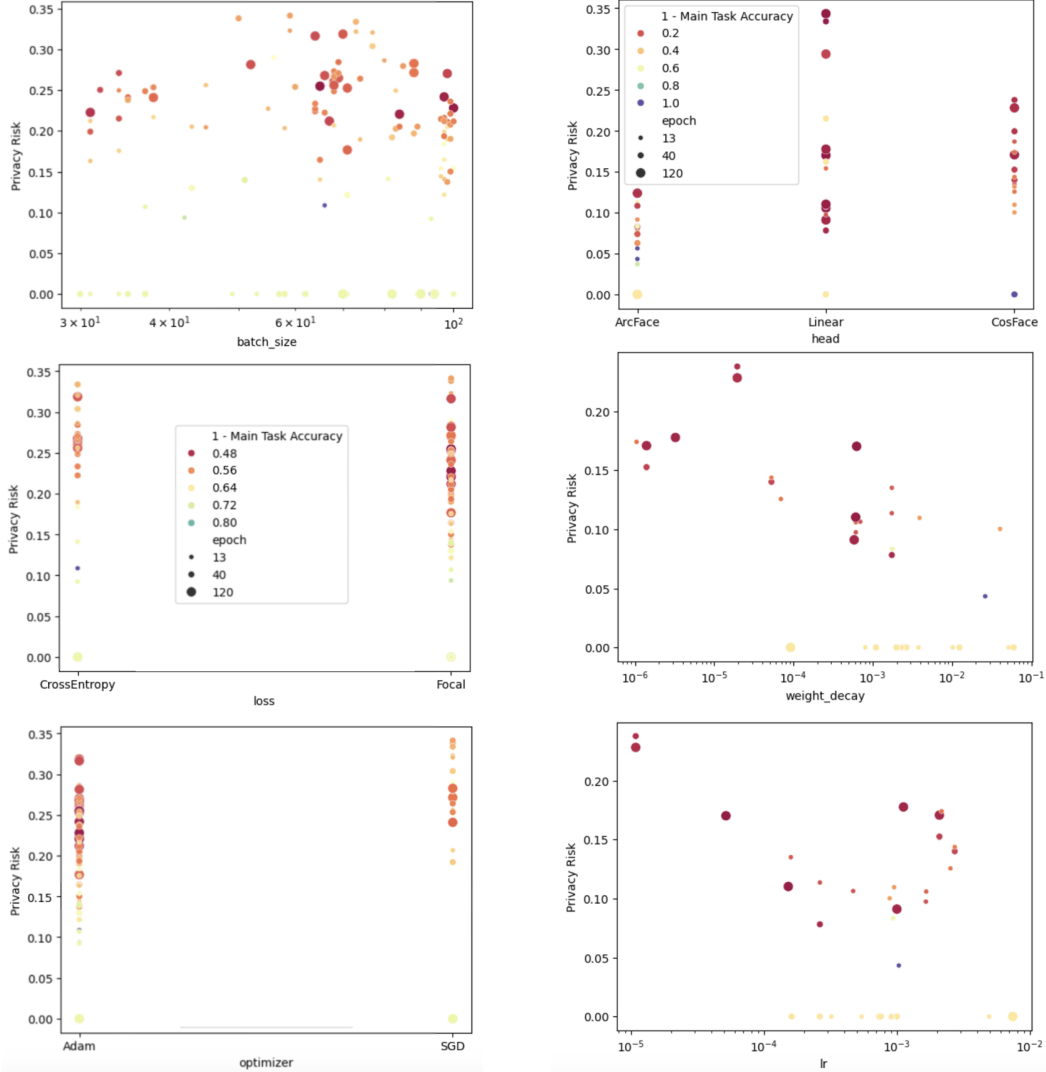 0.35
0.30
0.25
0.20
0.15
0.10
0.05
0.00
Privacy Risk
3 × 10¹
4 × 10¹
6 × 10¹
10²
batch_size
0.35
0.30
0.25
0.20
0.15
0.10
0.05
0.00
Privacy Risk
1 - Main Task Accuracy
0.2
0.4
0.6
0.8
1.0
epoch
13
40
120
ArcFace
Linear
CosFace
head
0.35
0.30
0.25
0.20
0.15
0.10
0.05
0.00
Privacy Risk
1 - Main Task Accuracy
0.48
0.56
0.64
0.72
0.80
epoch
13
40
120
CrossEntropy
Focal
loss
0.20
0.15
0.10
0.05
0.00
Privacy Risk
10⁻⁶
10⁻⁵
10⁻⁴
10⁻³
10⁻²
10⁻¹
weight_decay
0.35
0.30
0.25
0.20
0.15
0.10
0.05
0.00
Privacy Risk
Adam
SGD
optimizer
0.20
0.15
0.10
0.05
0.00
Privacy Risk
10⁻⁵
10⁻⁴
10⁻³
10⁻²
lr